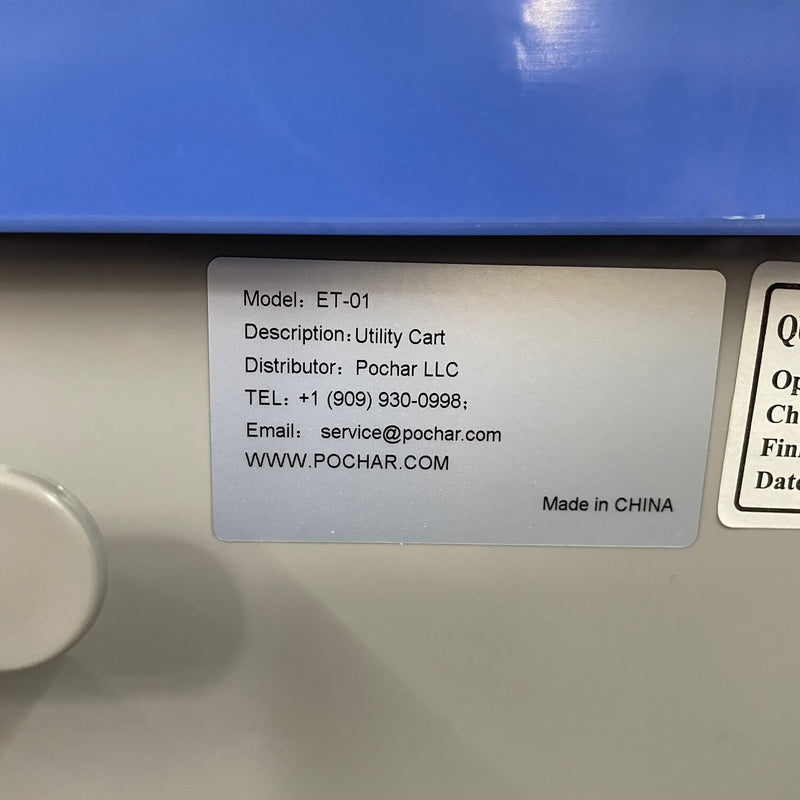 Model: ET-01
Description: Utility Cart
Distributor: Pochar LLC
TEL: +1 (909) 930-0998;
Email: service@pochar.com
WWW.POCHAR.COM
Made in CHINA
Date